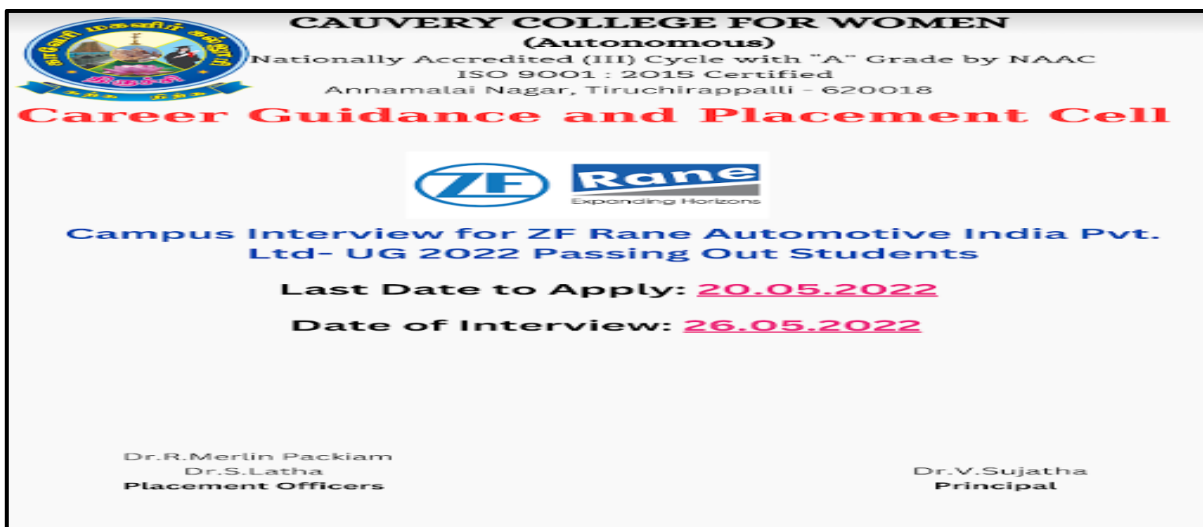 CAUVERY COLLEGE FOR WOMEN
(Autonomous)
Nationally Accredited (III) Cycle with "A" Grade by NAAC
ISO 9001 : 2015 Certified
Annamalai Nagar, Tiruchirappalli - 620018
காவேரி மகளிர் கல்லூரி
திருச்சி
கற்க நிற்க
Career Guidance and Placement Cell
ZF Rane
Expanding Horizons
Campus Interview for ZF Rane Automotive India Pvt.
Ltd- UG 2022 Passing Out Students
Last Date to Apply: 20.05.2022
Date of Interview: 26.05.2022
Dr.R.Merlin Packiam
Dr.S.Latha
Placement Officers
Dr.V.Sujatha
Principal